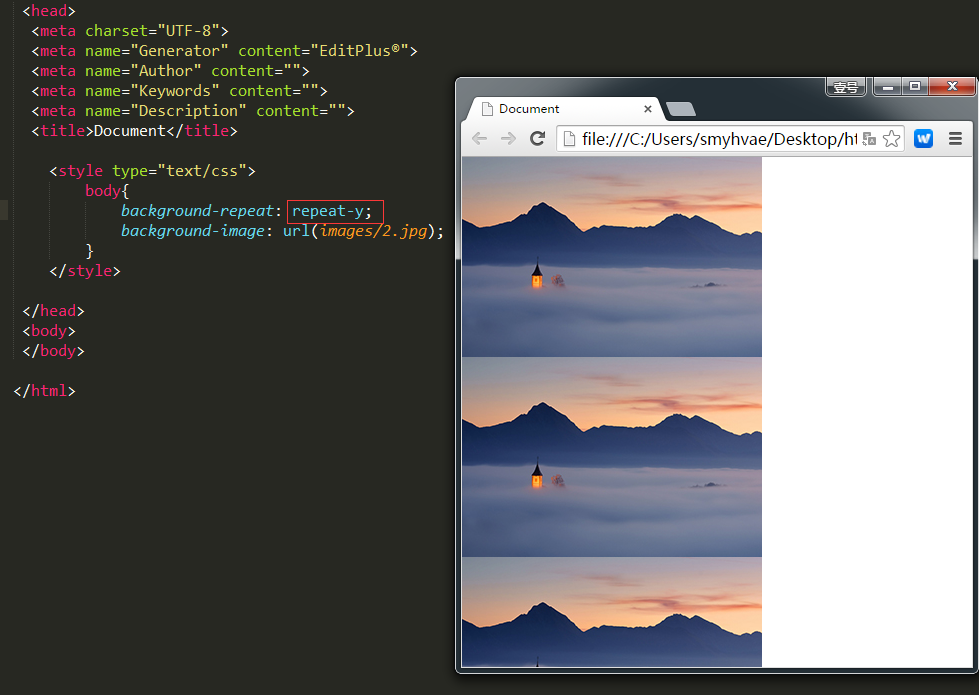 <head>
<meta charset="UTF-8">
<meta name="Generator" content="EditPlus®">
<meta name="Author" content="">
<meta name="Keywords" content="">
<meta name="Description" content="">
<title>Document</title>
<style type="text/css">
body{
background-repeat: repeat-y;
background-image: url(images/2.jpg);
}
</style>
</head>
<body>
</body>
</html>
壹号
Document
file:///C:/Users/smyhvae/Desktop/ht
W